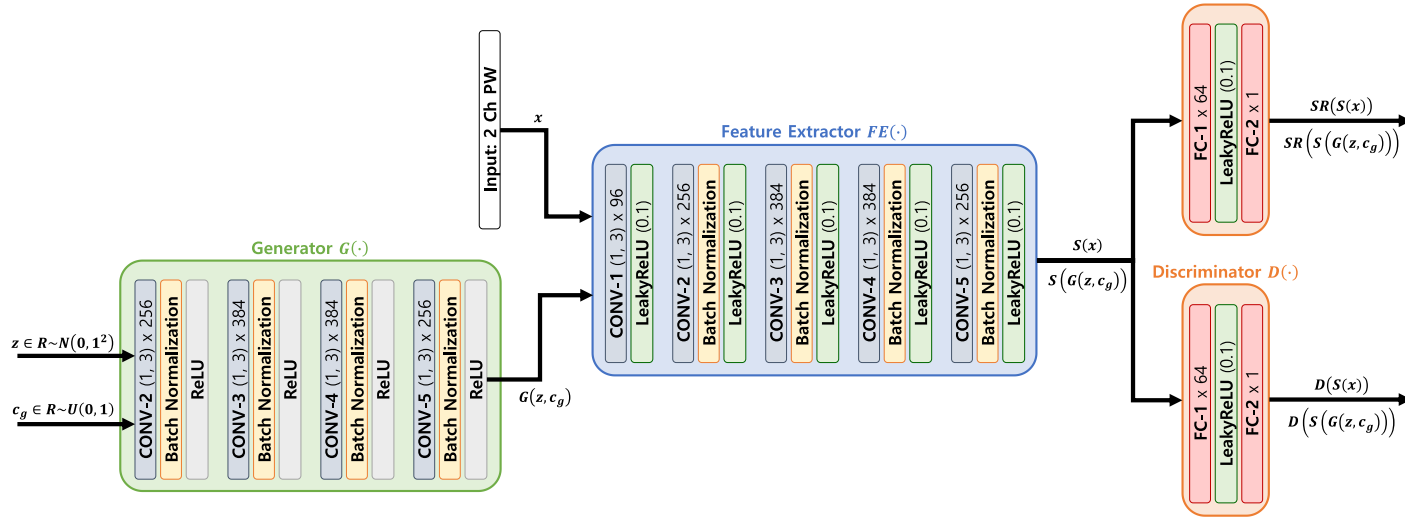 Generator G(·)
z ∈ R~N(0, 1²)
c_g ∈ R~U(0, 1)
CONV-2 (1, 3) x 256
Batch Normalization
ReLU
CONV-3 (1, 3) x 384
Batch Normalization
ReLU
CONV-4 (1, 3) x 384
Batch Normalization
ReLU
CONV-5 (1, 3) x 256
Batch Normalization
ReLU
G(z, c_g)
Input: 2 Ch PW
x
Feature Extractor FE(·)
CONV-1 (1, 3) x 96
LeakyReLU (0.1)
CONV-2 (1, 3) x 256
Batch Normalization
LeakyReLU (0.1)
CONV-3 (1, 3) x 384
Batch Normalization
LeakyReLU (0.1)
CONV-4 (1, 3) x 384
Batch Normalization
LeakyReLU (0.1)
CONV-5 (1, 3) x 256
Batch Normalization
LeakyReLU (0.1)
S(x)
S(G(z, c_g))
FC-1 x 64
LeakyReLU (0.1)
FC-2 x 1
SR(S(x))
SR(S(G(z, c_g)))
Discriminator D(·)
FC-1 x 64
LeakyReLU (0.1)
FC-2 x 1
D(S(x))
D(S(G(z, c_g)))